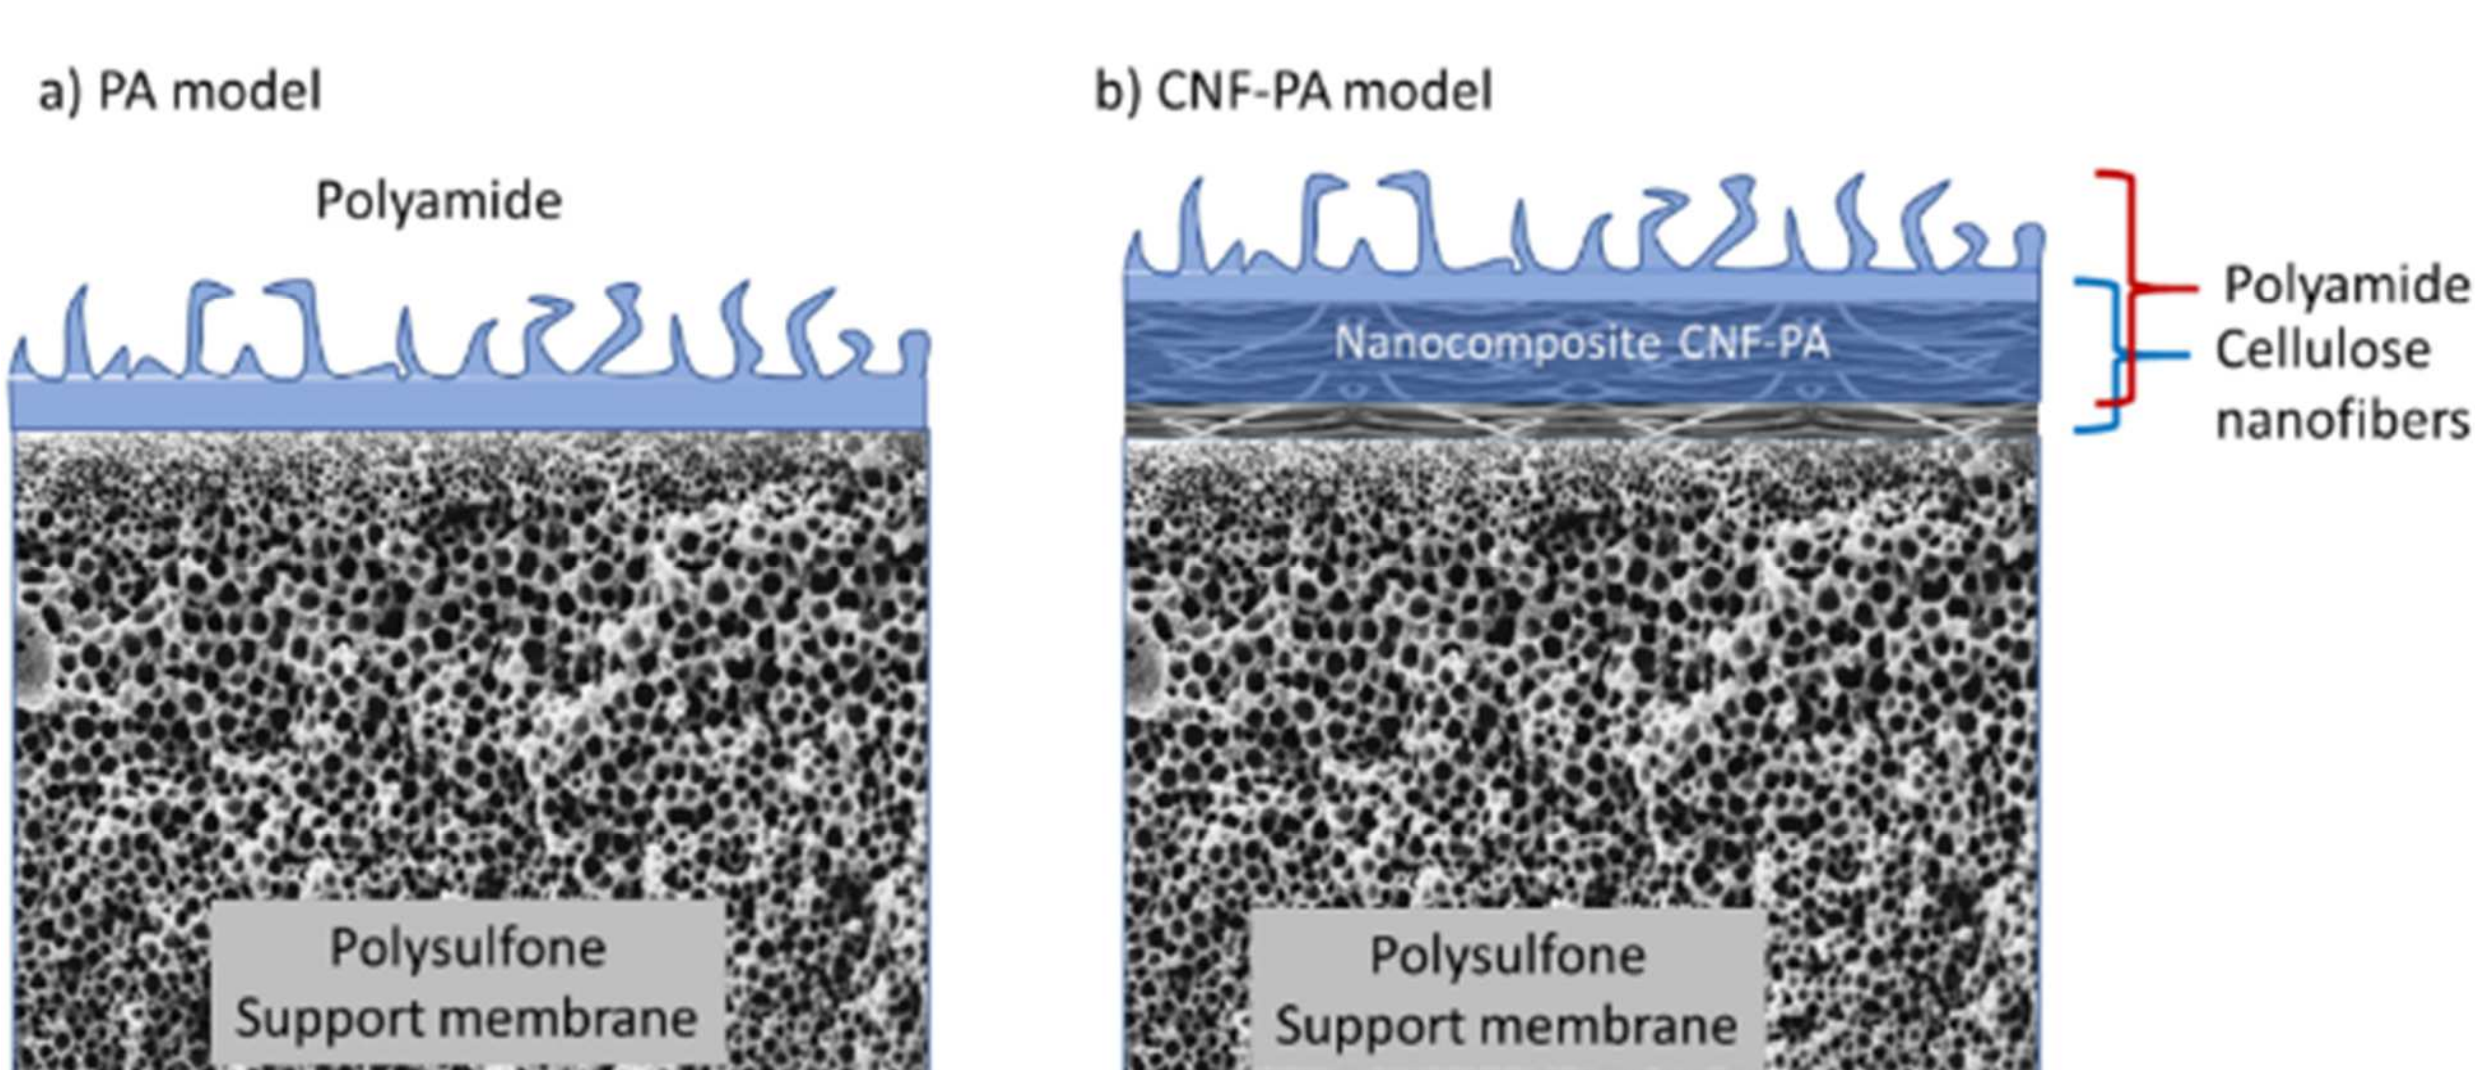 a) PA model
Polyamide
Polysulfone
Support membrane
b) CNF-PA model
Nanocomposite CNF-PA
Polyamide
Cellulose
nanofibers
Polysulfone
Support membrane